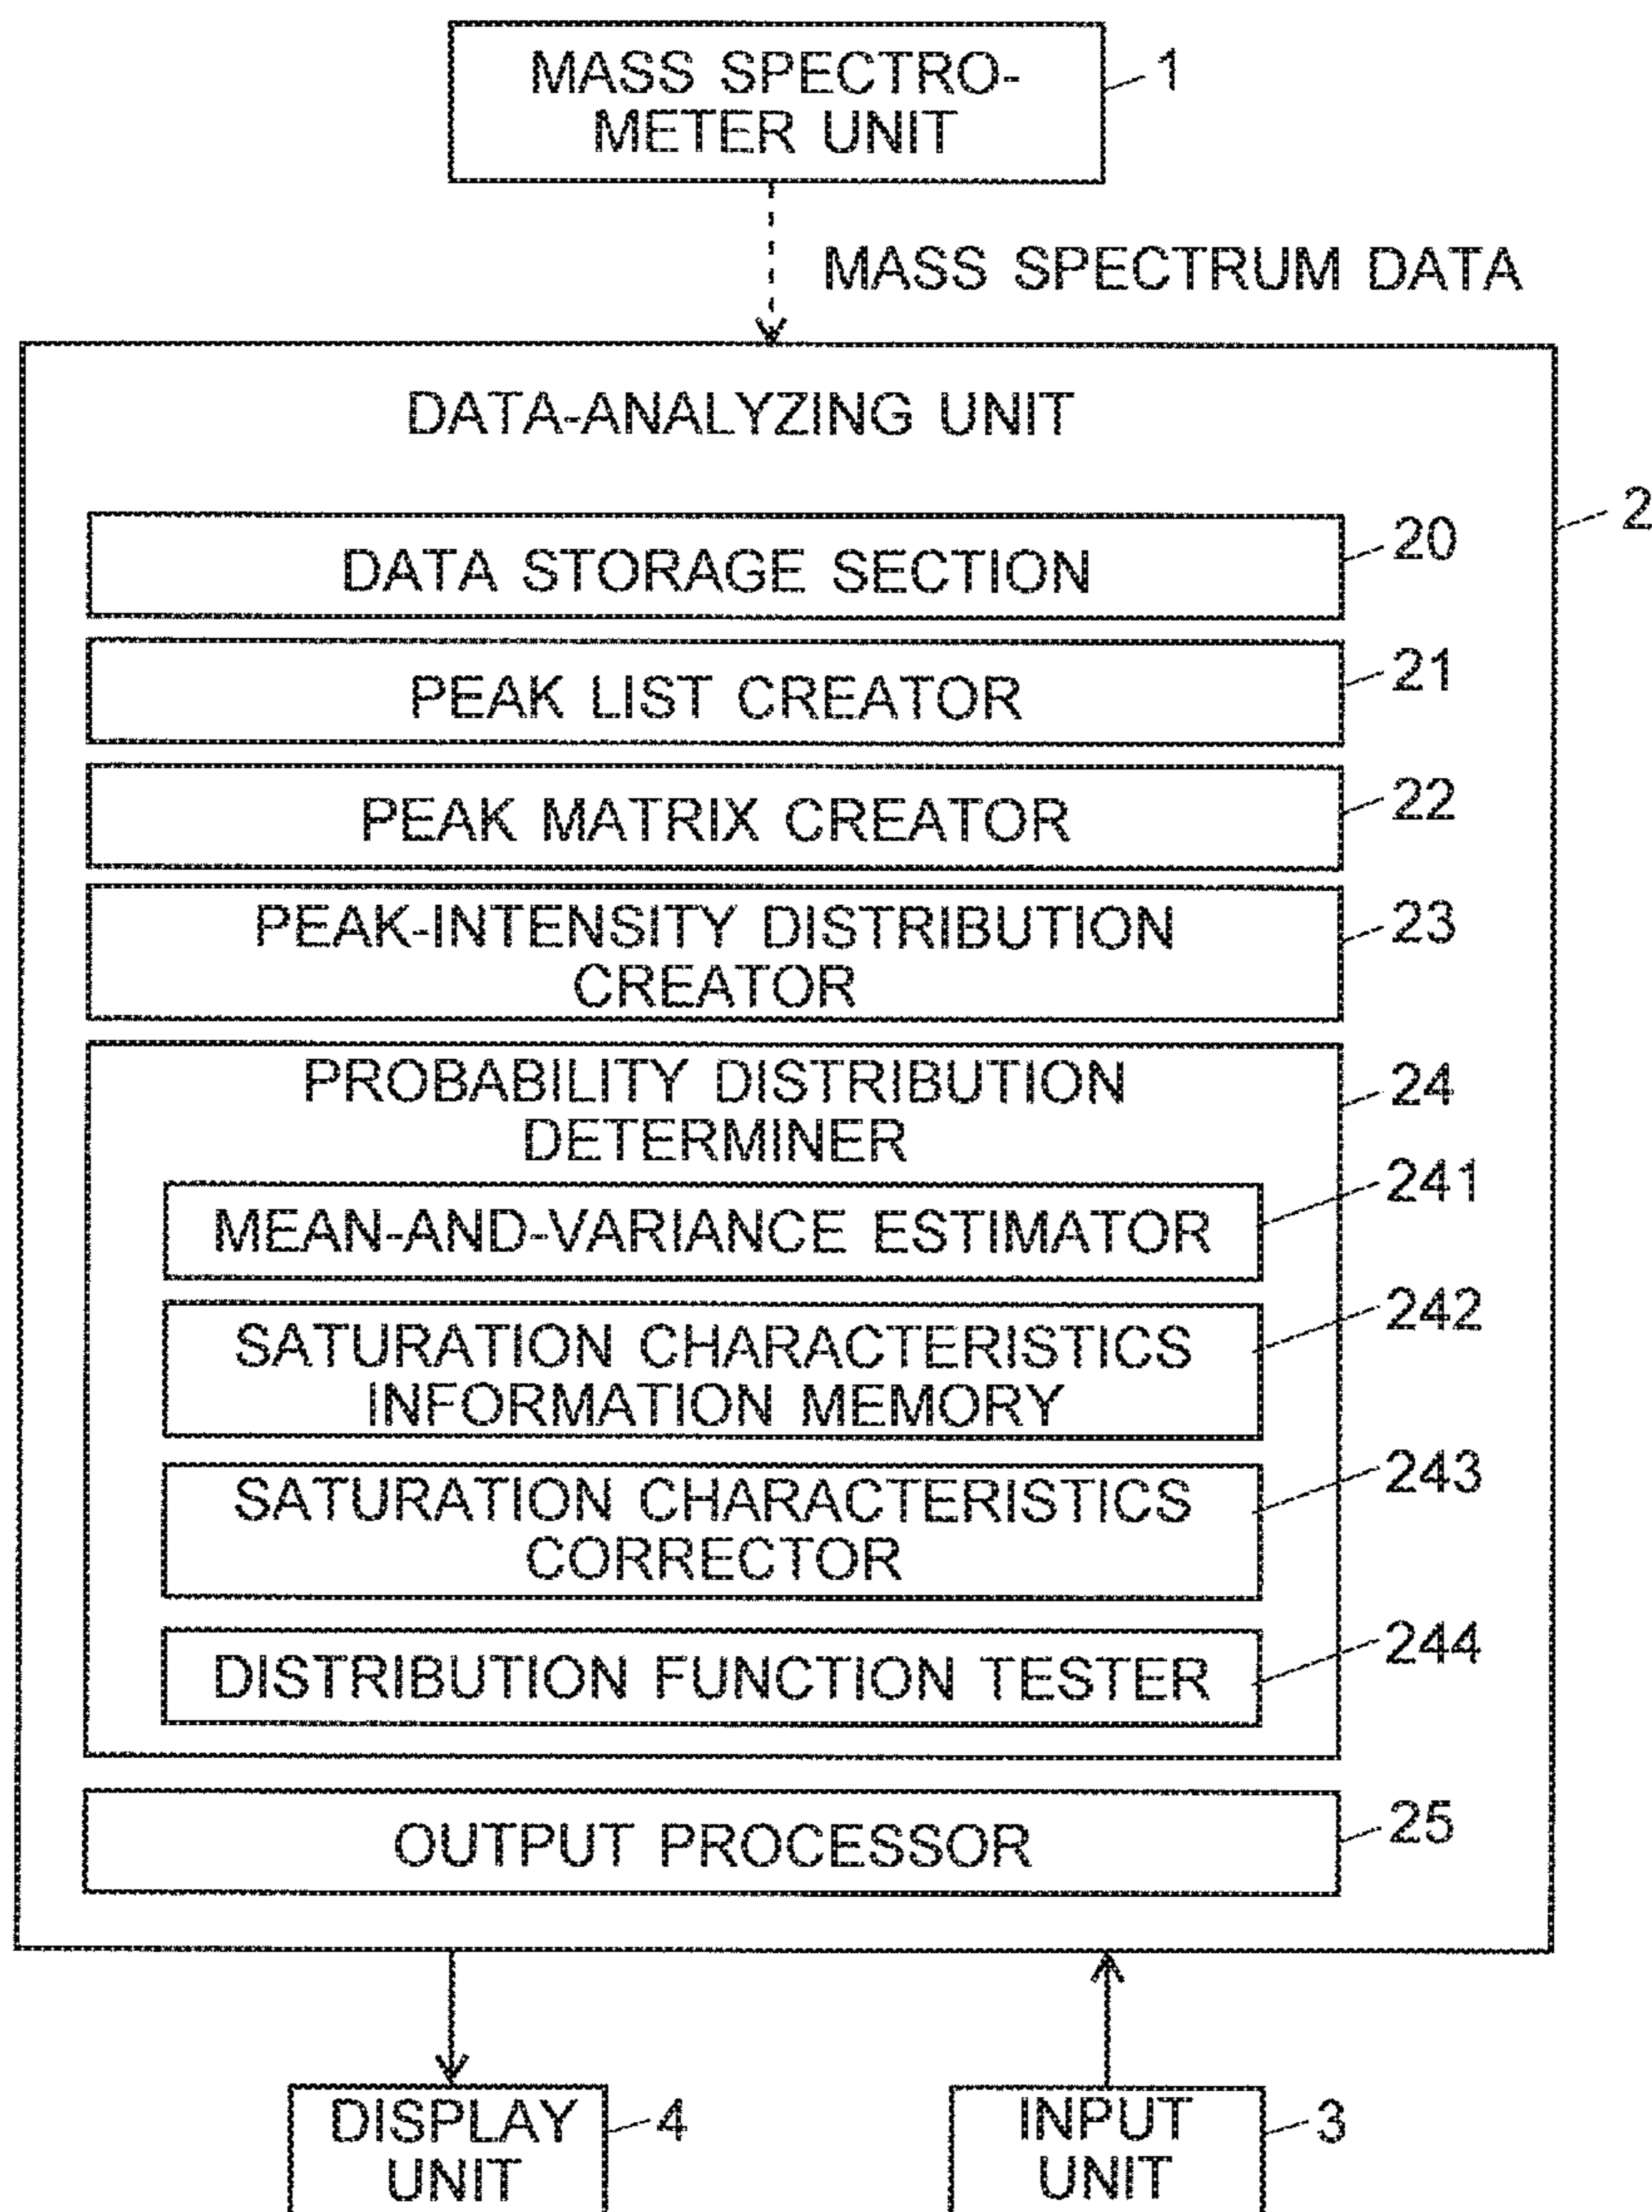 MASS SPECTRO-
METER UNIT
1
MASS SPECTRUM DATA
DATA-ANALYZING UNIT
2
DATA STORAGE SECTION
20
PEAK LIST CREATOR
21
PEAK MATRIX CREATOR
22
PEAK-INTENSITY DISTRIBUTION
CREATOR
23
PROBABILITY DISTRIBUTION
DETERMINER
24
MEAN-AND-VARIANCE ESTIMATOR
241
SATURATION CHARACTERISTICS
INFORMATION MEMORY
242
SATURATION CHARACTERISTICS
CORRECTOR
243
DISTRIBUTION FUNCTION TESTER
244
OUTPUT PROCESSOR
25
DISPLAY
UNIT
4
INPUT
UNIT
3